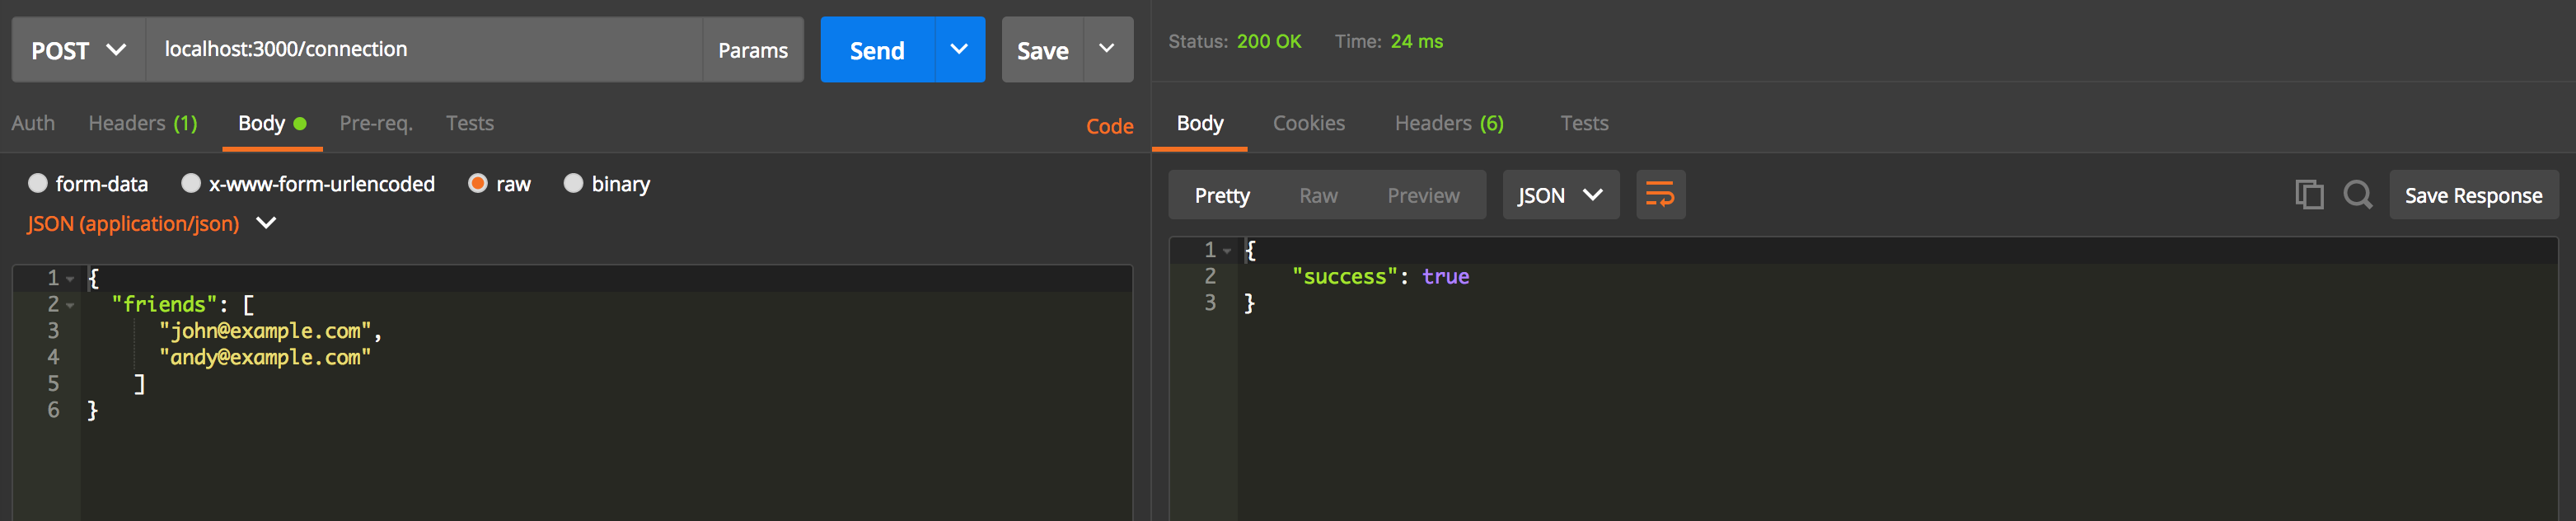 POST localhost:3000/connection Params Send Save
Auth Headers (1) Body Pre-req. Tests Code
form-data x-www-form-urlencoded raw binary
JSON (application/json)
1 {
2 "friends": [
3 "john@example.com",
4 "andy@example.com"
5 ]
6 }
Status: 200 OK Time: 24 ms
Body Cookies Headers (6) Tests
Pretty Raw Preview JSON Save Response
1 {
2 "success": true
3 }